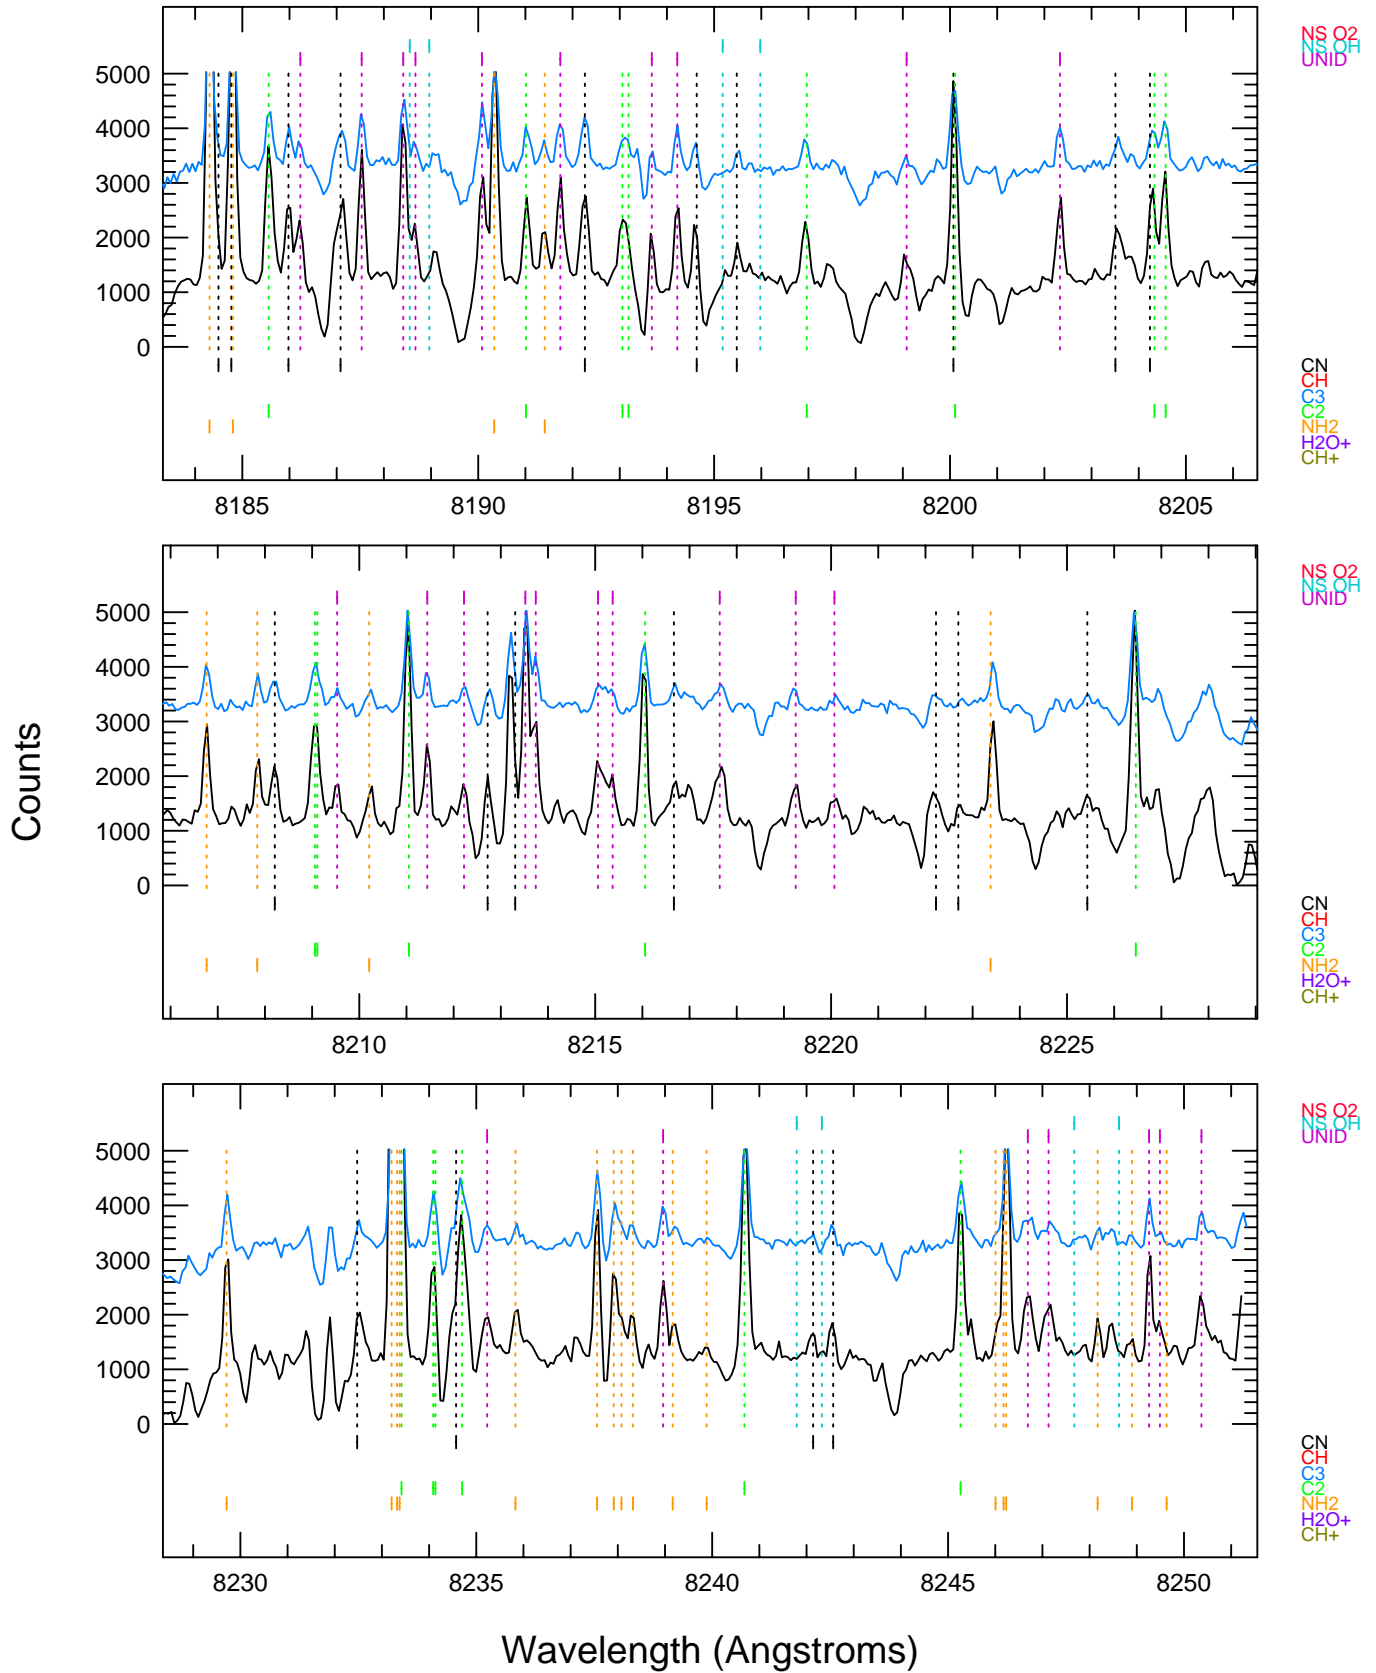 NS O2
NS OH
UNID
5000
4000
3000
2000
1000
0
CN
CH
C3
C2
NH2
H2O+
CH+
8185 8190 8195 8200 8205
NS O2
NS OH
UNID
5000
4000
3000
2000
1000
0
CN
CH
C3
C2
NH2
H2O+
CH+
8210 8215 8220 8225
Counts
NS O2
NS OH
UNID
5000
4000
3000
2000
1000
0
CN
CH
C3
C2
NH2
H2O+
CH+
8230 8235 8240 8245 8250
Wavelength (Angstroms)